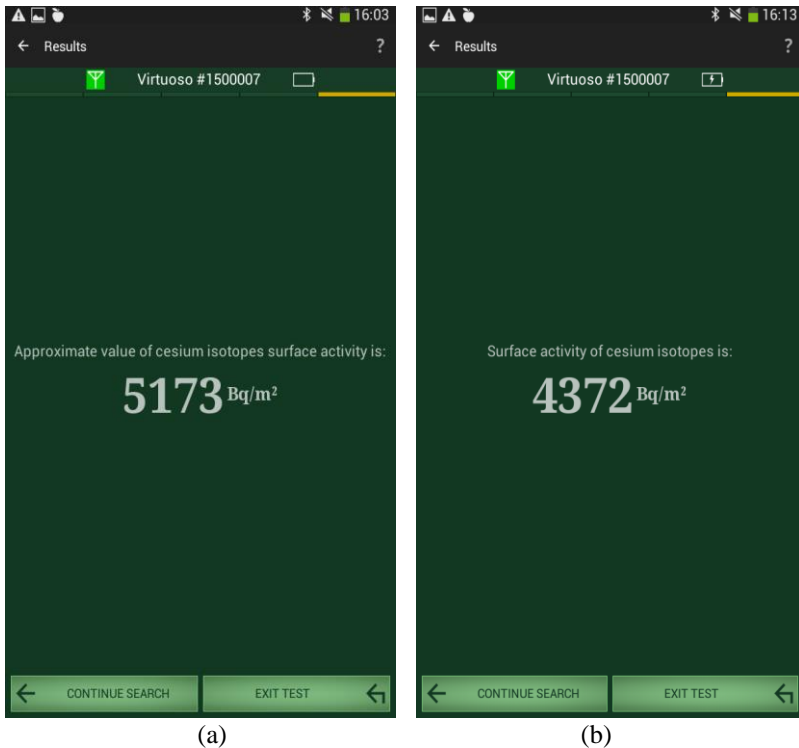 16:03
Results
?
Virtuoso #1500007
Approximate value of cesium isotopes surface activity is:
5173 Bq/m²
CONTINUE SEARCH
EXIT TEST
(a)
16:13
Results
?
Virtuoso #1500007
Surface activity of cesium isotopes is:
4372 Bq/m²
CONTINUE SEARCH
EXIT TEST
(b)